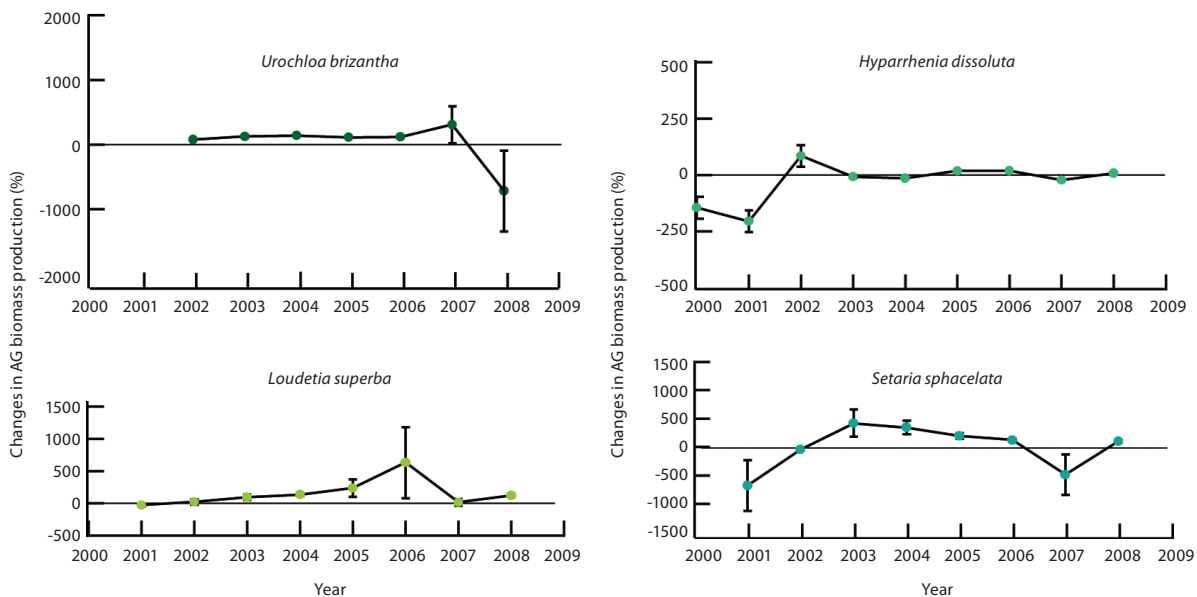 Urochloa brizantha
2000
1000
0
-1000
-2000
2000 2001 2002 2003 2004 2005 2006 2007 2008 2009
Hyparrhenia dissoluta
500
250
0
-250
-500
2000 2001 2002 2003 2004 2005 2006 2007 2008 2009
Changes in AG biomass production (%)
Changes in AG biomass production (%)
Loudetia superba
1500
1000
500
0
-500
2000 2001 2002 2003 2004 2005 2006 2007 2008 2009
Year
Setaria sphacelata
1500
1000
500
0
-500
-1000
-1500
2000 2001 2002 2003 2004 2005 2006 2007 2008 2009
Year